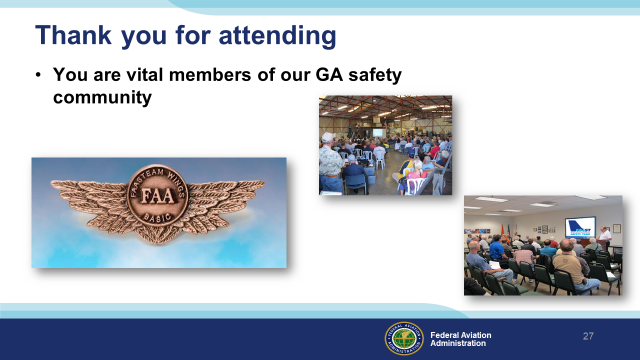 Thank you for attending
• You are vital members of our GA safety
community
FAASTEAM WINGS
FAA
BASIC
Federal Aviation
Administration
27